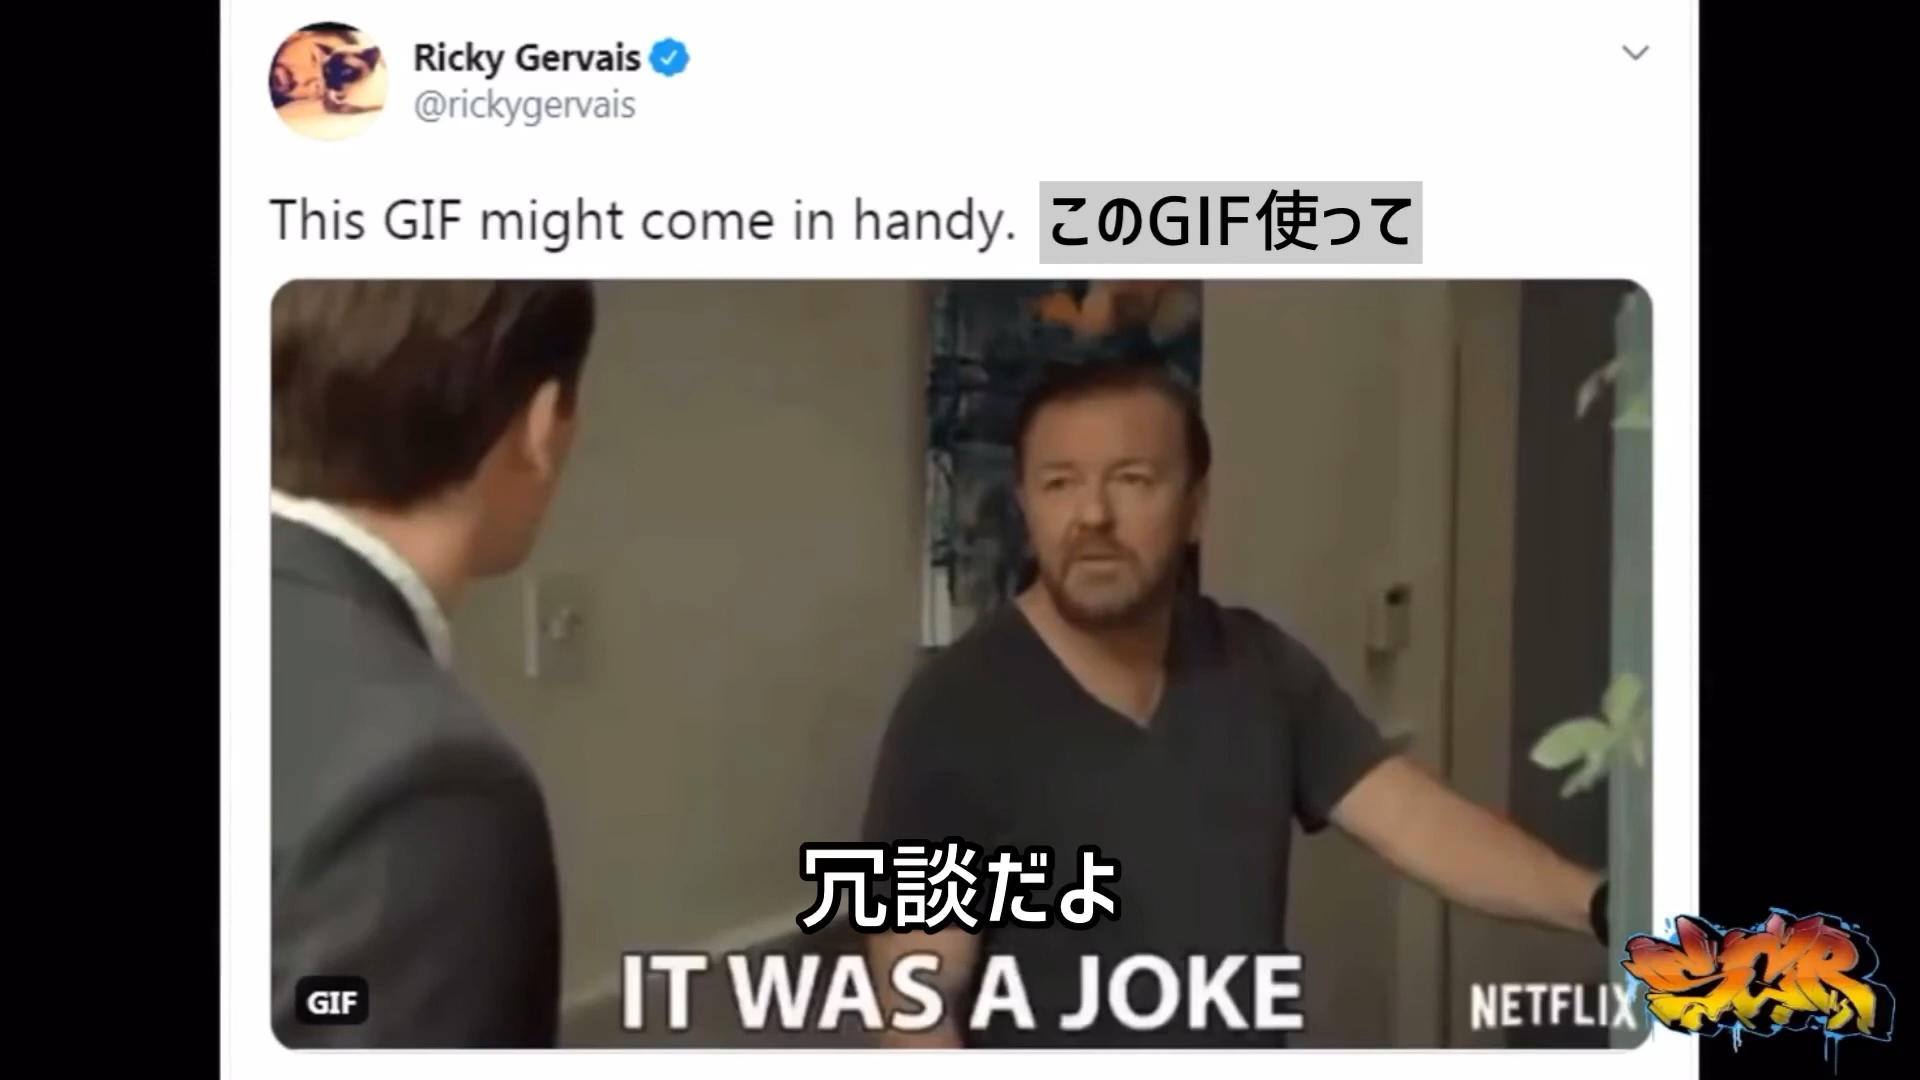 Ricky Gervais
@rickygervais
This GIF might come in handy. このGIF使って
冗談だよ
IT WAS A JOKE
GIF
NETFLIX